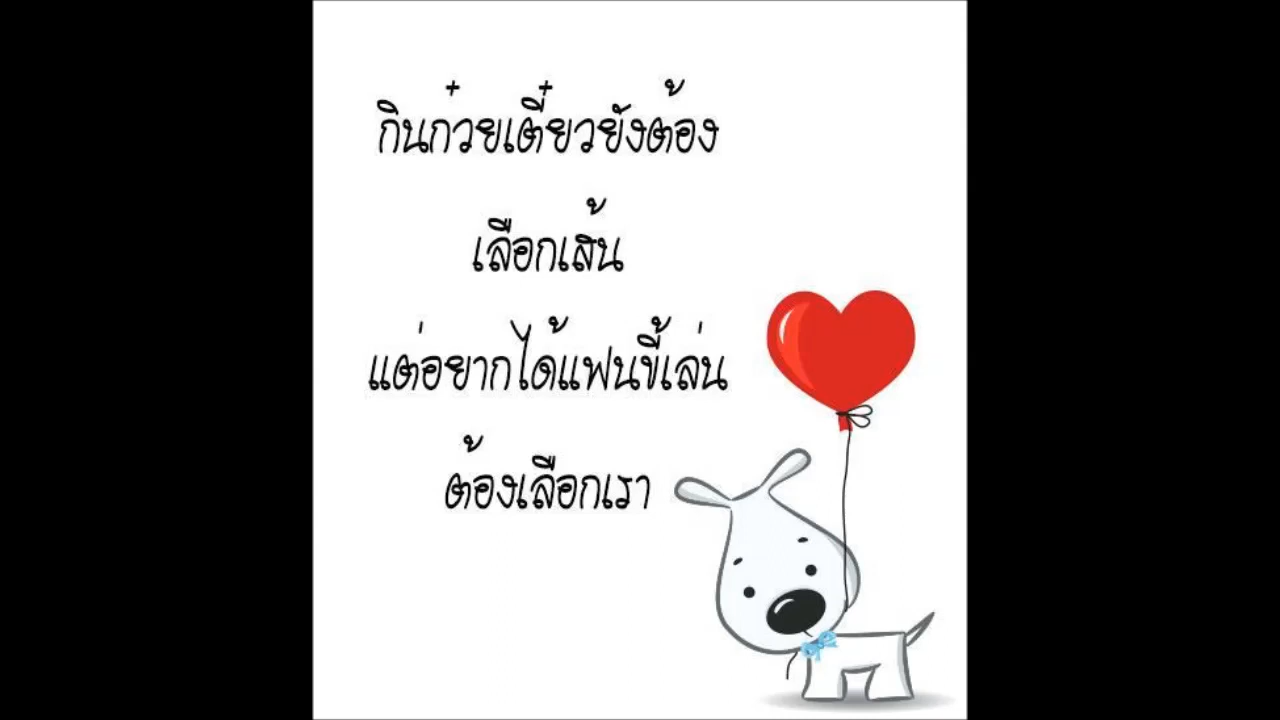 กินก๋วยเตี๋ยวยังต้อง
เลือกเส้น
แต่อยากได้แฟนขี้เล่น
ต้องเลือกเรา